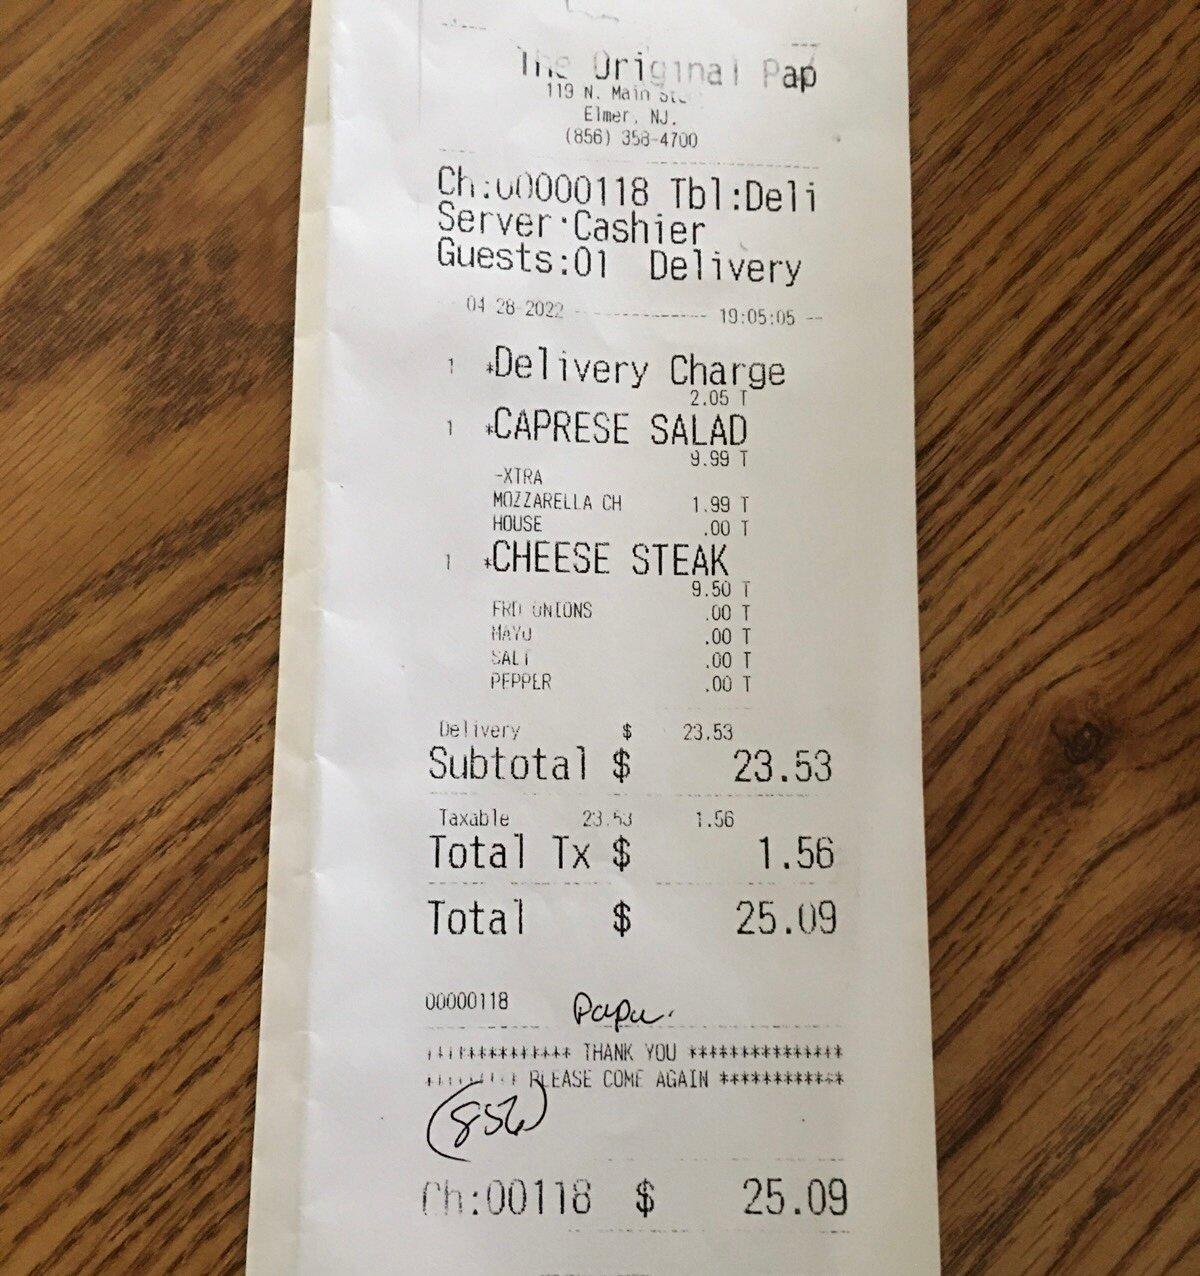 The Original Pap
119 N. Main St.
Elmer, NJ.
(856) 358-4700
Ch:00000118 Tbl:Deli
Server:Cashier
Guests:01 Delivery
04-28-2022 19:05:05
1 *Delivery Charge
2.05 T
1 *CAPRESE SALAD
9.99 T
-XTRA
MOZZARELLA CH 1.99 T
HOUSE .00 T
1 *CHEESE STEAK
9.50 T
FRD ONIONS .00 T
MAYO .00 T
SALT .00 T
PEPPER .00 T
Delivery $ 23.53
Subtotal $ 23.53
Taxable 23.53 1.56
Total Tx $ 1.56
Total $ 25.09
00000118 Papa.
*************** THANK YOU ***************
************ PLEASE COME AGAIN ************
(856)
Ch:00118 $ 25.09